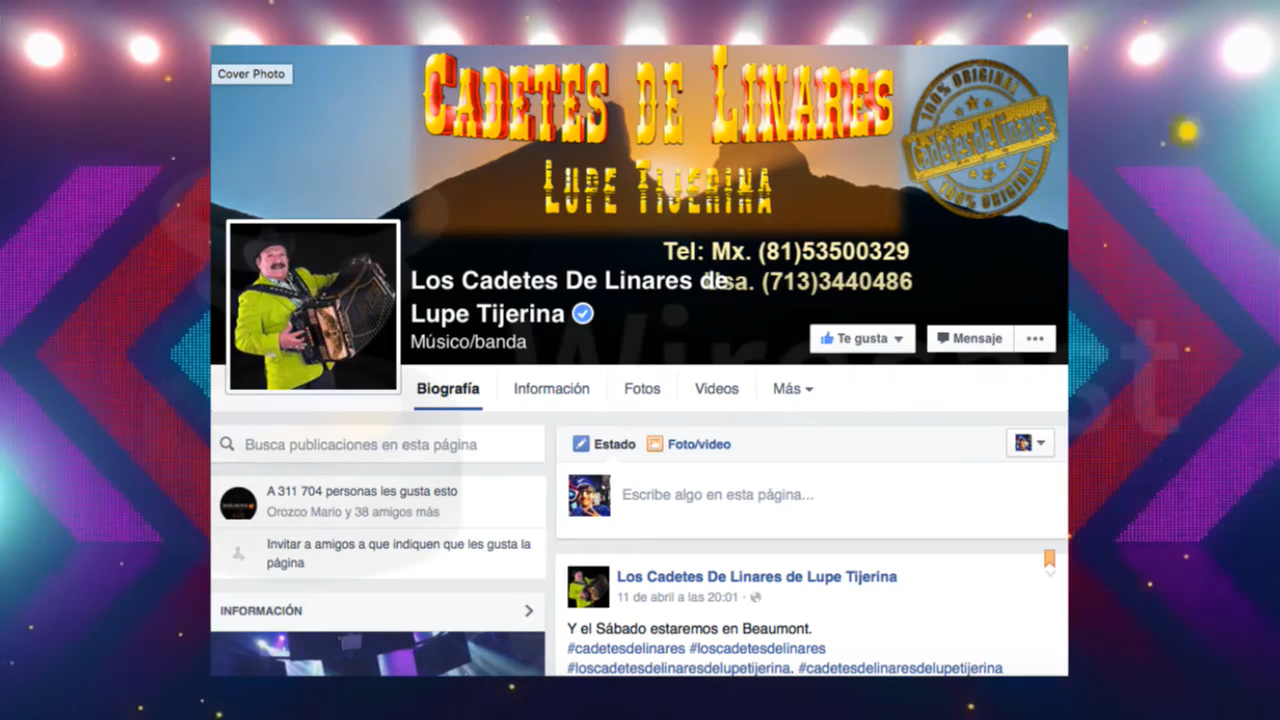 Cover Photo
CADETES DE LINARES
LUPE TIJERINA
100% ORIGINAL
Cadetes de Linares
100% ORIGINAL
Tel: Mx. (81)53500329
Usa. (713)3440486
Los Cadetes De Linares de
Lupe Tijerina
Músico/banda
Te gusta
Mensaje
Biografía
Información
Fotos
Videos
Más
Busca publicaciones en esta página
Estado
Foto/video
A 311 704 personas les gusta esto
Orozco Mario y 38 amigos más
Escribe algo en esta página...
Invitar a amigos a que indiquen que les gusta la
página
INFORMACIÓN
Los Cadetes De Linares de Lupe Tijerina
11 de abril a las 20:01 ·
Y el Sábado estaremos en Beaumont.
#cadetesdelinares #loscadetesdelinares
#loscadetesdelinaresdelupetijerina. #cadetesdelinaresdelupetijerina
Wirecast